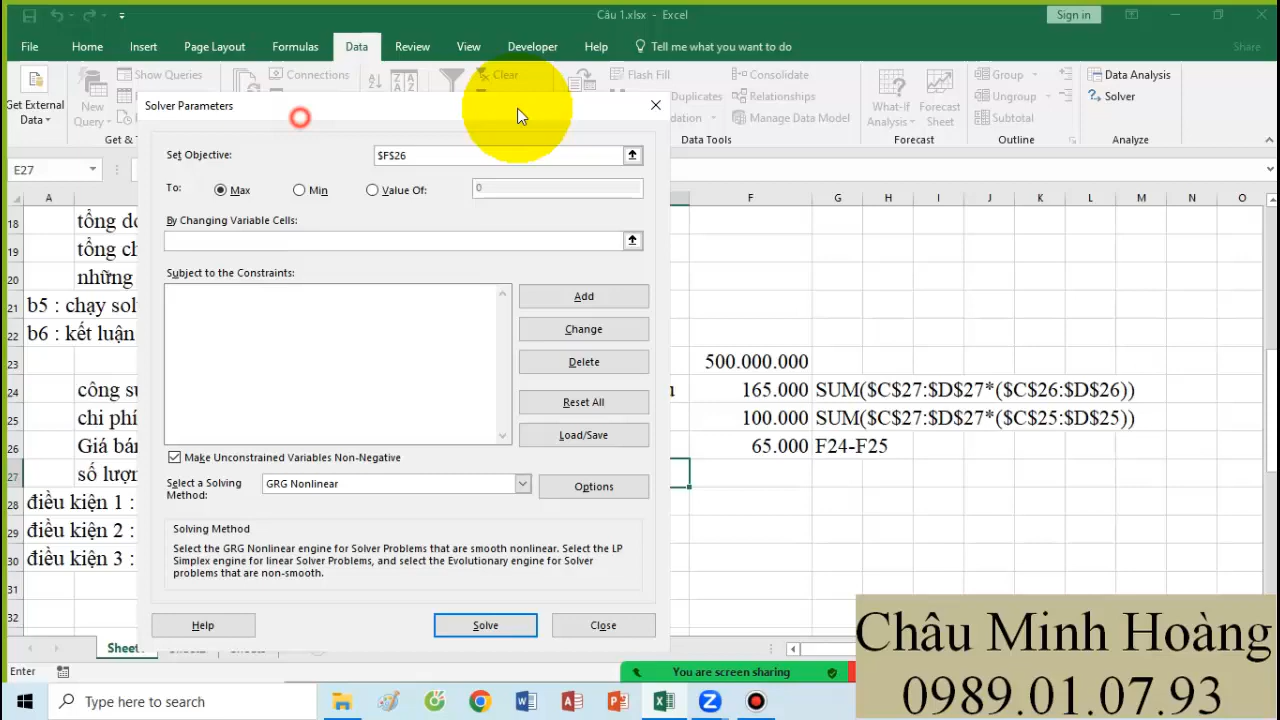 Câu 1.xlsx - Excel
Sign in
File Home Insert Page Layout Formulas Data Review View Developer Help Tell me what you want to do Share
Get External
Data
New
Query
Show Queries
Connections
Clear
Flash Fill
Duplicates
Consolidate
Relationships
Manage Data Model
What-If
Analysis
Forecast
Sheet
Group
Ungroup
Subtotal
Data Analysis
Solver
Data Tools
Forecast
Outline
Analyze
E27
Solver Parameters
Set Objective:
$F$26
To:
Max
Min
Value Of:
0
By Changing Variable Cells:
Subject to the Constraints:
Add
Change
Delete
Reset All
Load/Save
Make Unconstrained Variables Non-Negative
Select a Solving
Method:
GRG Nonlinear
Options
Solving Method
Select the GRG Nonlinear engine for Solver Problems that are smooth nonlinear. Select the LP
Simplex engine for linear Solver Problems, and select the Evolutionary engine for Solver
problems that are non-smooth.
Help
Solve
Close
A F G H I J K L M N O
18
19
20 những
21 b5 : chạy
22 b6 : kết luận
23 500.000.000
24 công 165.000 SUM($C$27:$D$27*($C$26:$D$26))
25 chi phí 100.000 SUM($C$27:$D$27*($C$25:$D$25))
26 Giá bán 65.000 F24-F25
27 số lượng
28 điều kiện 1 :
29 điều kiện 2 :
30 điều kiện 3 :
31
32
Enter
You are screen sharing
Type here to search
Châu Minh Hoàng
0989.01.07.93